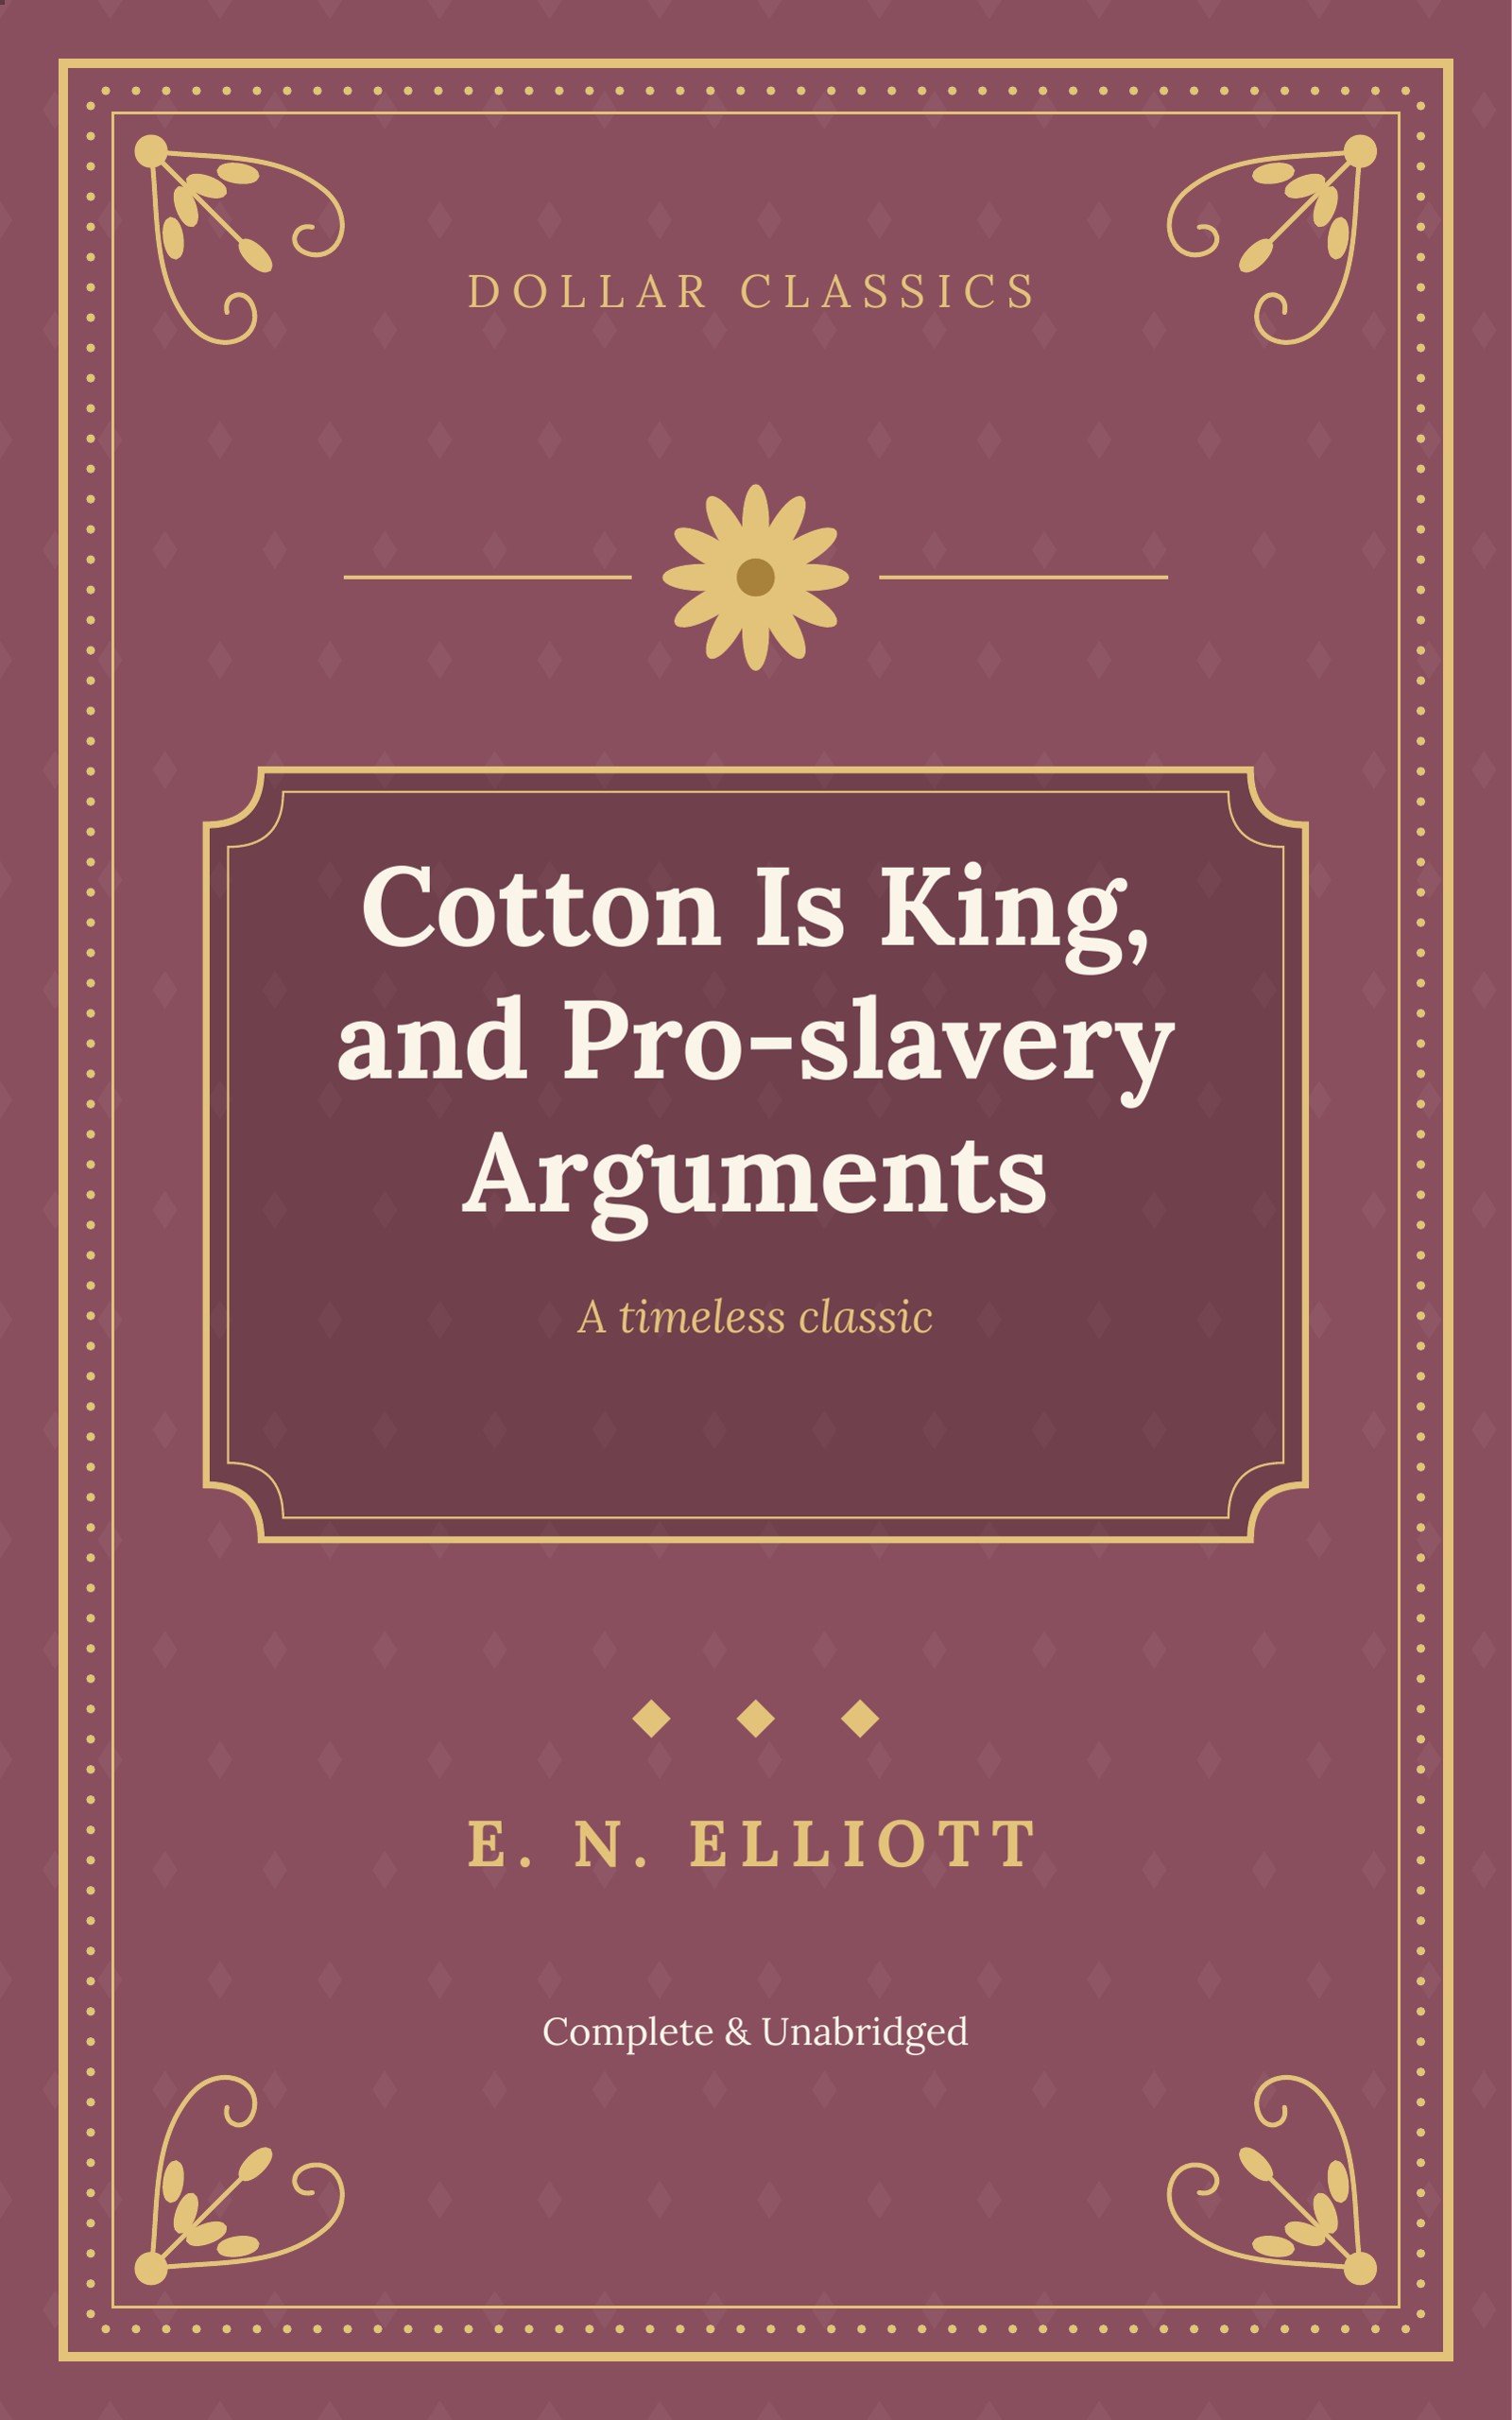 DOLLAR CLASSICS
Cotton Is King,
and Pro-slavery
Arguments
A timeless classic
E. N. ELLIOTT
Complete & Unabridged